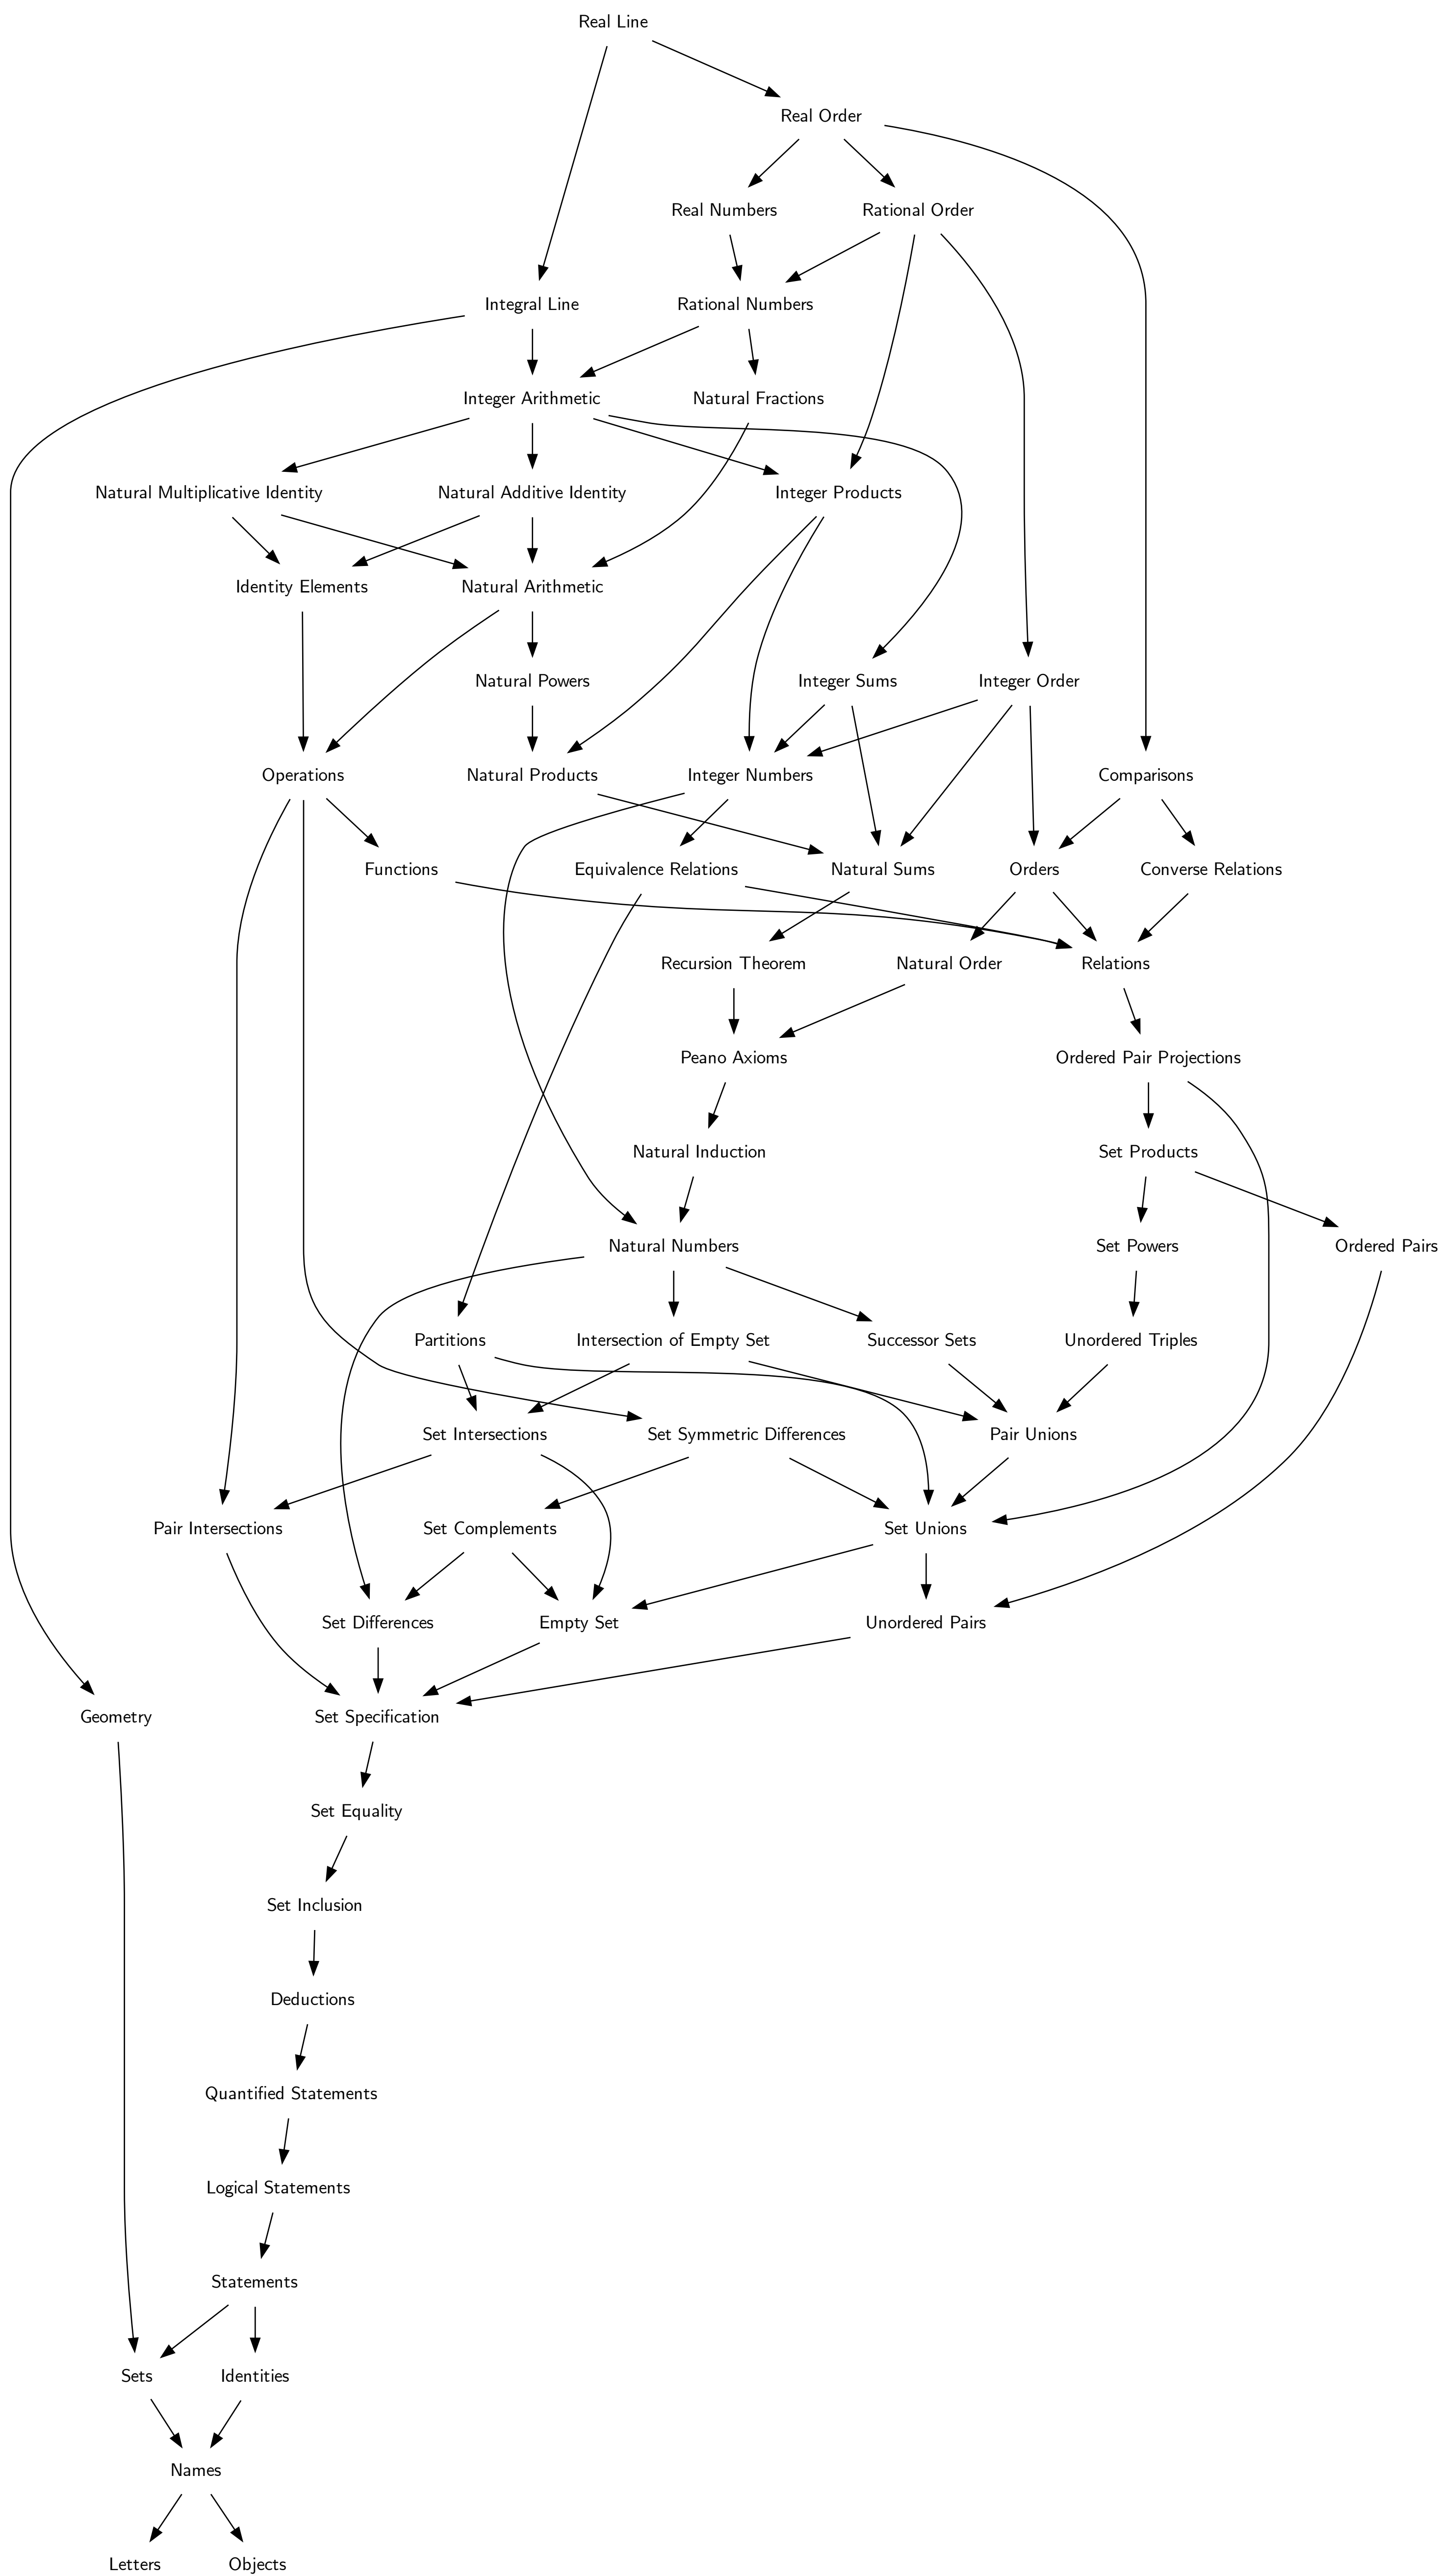 Real Line
Real Order
Real Numbers
Rational Order
Integral Line
Rational Numbers
Integer Arithmetic
Natural Fractions
Natural Multiplicative Identity
Natural Additive Identity
Integer Products
Identity Elements
Natural Arithmetic
Natural Powers
Integer Sums
Integer Order
Operations
Natural Products
Integer Numbers
Comparisons
Functions
Equivalence Relations
Natural Sums
Orders
Converse Relations
Recursion Theorem
Natural Order
Relations
Peano Axioms
Ordered Pair Projections
Natural Induction
Set Products
Natural Numbers
Set Powers
Ordered Pairs
Partitions
Intersection of Empty Set
Successor Sets
Unordered Triples
Set Intersections
Set Symmetric Differences
Pair Unions
Pair Intersections
Set Complements
Set Unions
Set Differences
Empty Set
Unordered Pairs
Geometry
Set Specification
Set Equality
Set Inclusion
Deductions
Quantified Statements
Logical Statements
Statements
Sets
Identities
Names
Letters
Objects